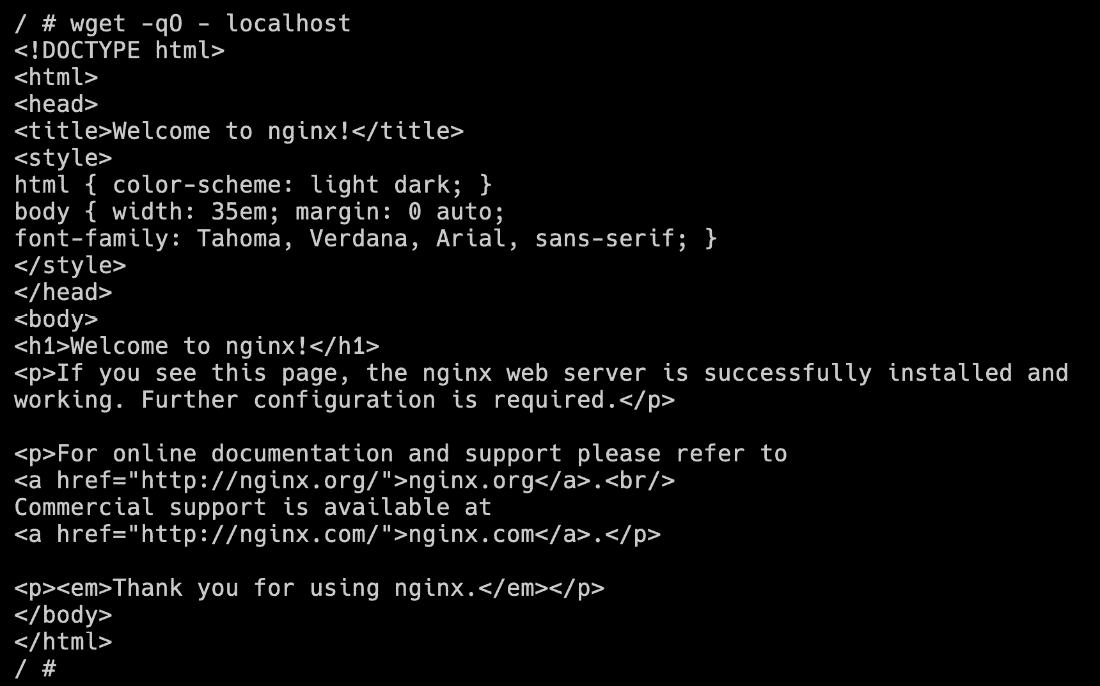 / # wget -qO - localhost
<!DOCTYPE html>
<html>
<head>
<title>Welcome to nginx!</title>
<style>
html { color-scheme: light dark; }
body { width: 35em; margin: 0 auto;
font-family: Tahoma, Verdana, Arial, sans-serif; }
</style>
</head>
<body>
<h1>Welcome to nginx!</h1>
<p>If you see this page, the nginx web server is successfully installed and
working. Further configuration is required.</p>

<p>For online documentation and support please refer to
<a href="http://nginx.org/">nginx.org</a>.<br/>
Commercial support is available at
<a href="http://nginx.com/">nginx.com</a>.</p>

<p><em>Thank you for using nginx.</em></p>
</body>
</html>
/ #